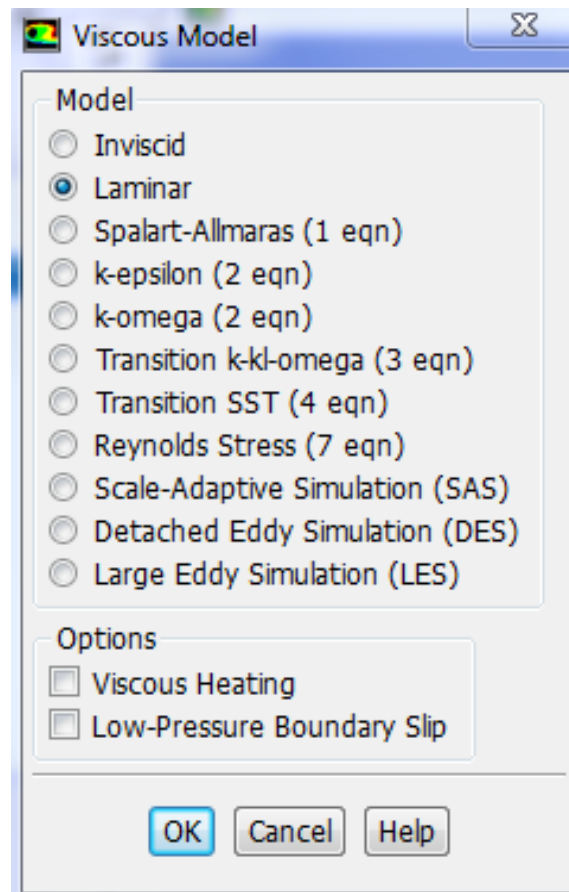 Viscous Model
Model
Inviscid
Laminar
Spalart-Allmaras (1 eqn)
k-epsilon (2 eqn)
k-omega (2 eqn)
Transition k-kl-omega (3 eqn)
Transition SST (4 eqn)
Reynolds Stress (7 eqn)
Scale-Adaptive Simulation (SAS)
Detached Eddy Simulation (DES)
Large Eddy Simulation (LES)
Options
Viscous Heating
Low-Pressure Boundary Slip
OK Cancel Help